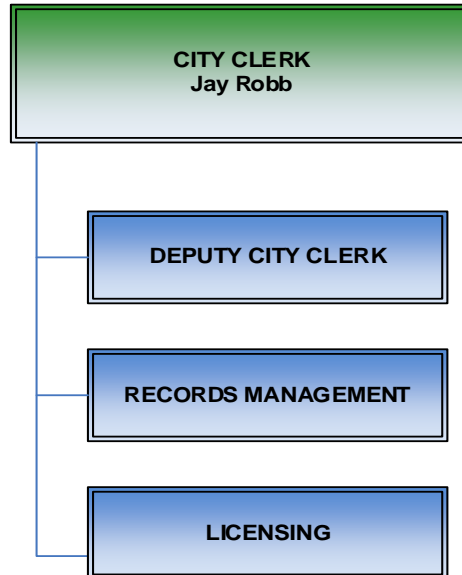 CITY CLERK
Jay Robb
DEPUTY CITY CLERK
RECORDS MANAGEMENT
LICENSING